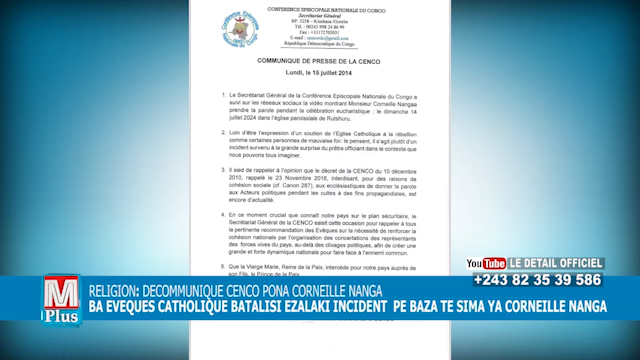 CONFERENCE EPISCOPALE NATIONALE DU CONGO
Secrétariat Général
BP. 3258 - Kinshasa /Gombe
Tél. : 00243 998 24 86 99
Fax : +33172703031
République Démocratique du Congo
COMMUNIQUE DE PRESSE DE LA CENCO
Lundi, le 15 juillet 2014
1. Le Secrétariat Général de la Conférence Episcopale Nationale du Congo a
suivi sur les réseaux sociaux la vidéo montrant Monsieur Corneille Nangaa
prendre la parole pendant la célébration eucharistique ; le dimanche 14
juillet 2024 dans l'église paroissiale de Rutshuru.
2. Loin d'être l'expression d'un soutien de l'Eglise Catholique à la rébellion
comme certaines personnes de mauvaise foi; le pensent, il s'agit plutôt d'un
incident survenu à la grande surprise du prêtre officiant dans le contexte que
nous pouvons tous imaginer.
3. Il sied de rappeler à l'opinion que le décret de la CENCO du 10 décembre
2010, rappelé le 23 Novembre 2018, interdisant, pour des raisons de
cohésion sociale (cf. Canon 287), aux ecclésiastiques de donner la parole
aux Acteurs politiques pendant les cultes à des fins propagandistes, est
encore d'actualité.
4. En ce moment crucial que connaît notre pays sur le plan sécuritaire, le
Secrétariat Général de la CENCO saisit cette occasion pour rappeler à tous
la pertinente recommandation des Evêques sur la nécessité de renforcer la
cohésion nationale par l'organisation des concertations des représentants
des forces vives du pays, au-delà des clivages politiques, afin de créer une
grande et forte dynamique nationale pour faire face à l'ennemi commun.
5. Que la Vierge Marie, Reine de la Paix, intercède pour notre pays auprès de
son Fils, le Prince de la Paix.
YouTube LE DETAIL OFFICIEL
+243 82 35 39 586
M Plus
RELIGION: DECOMMUNIQUE CENCO PONA CORNEILLE NANGA
BA EVEQUES CATHOLIQUE BATALISI EZALAKI INCIDENT PE BAZA TE SIMA YA CORNEILLE NANGA